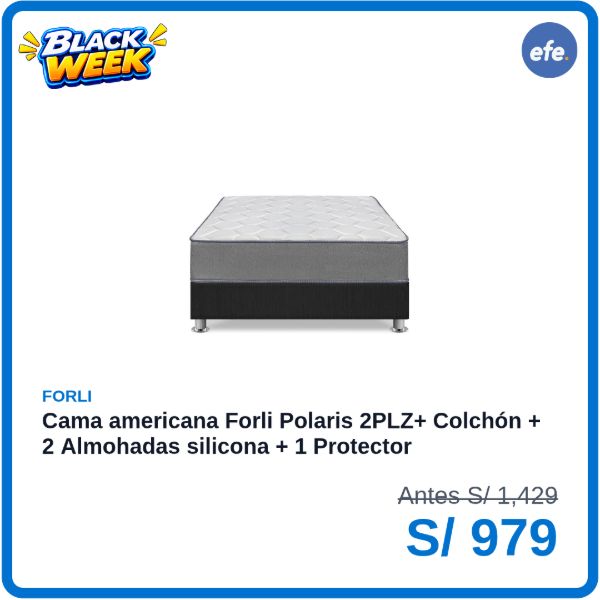 BLACK
WEEK
efe.
FORLI
Cama americana Forli Polaris 2PLZ+ Colchón +
2 Almohadas silicona + 1 Protector
Antes S/ 1,429
S/ 979